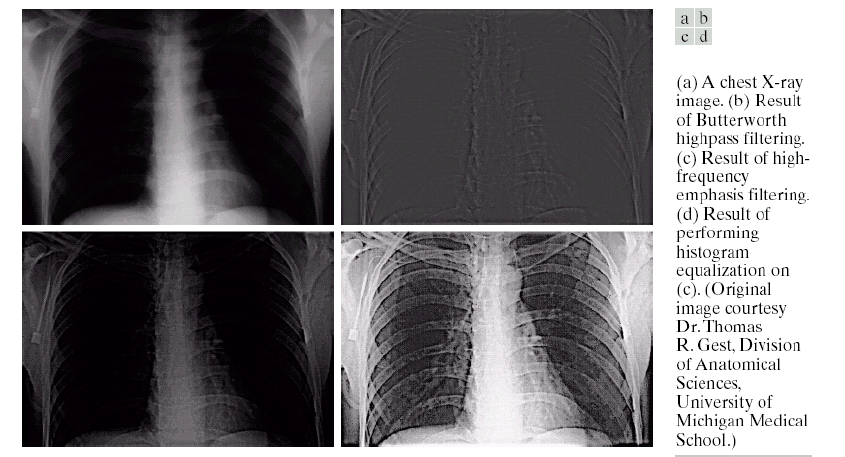 a b
c d
(a) A chest X-ray
image. (b) Result
of Butterworth
highpass filtering.
(c) Result of high-
frequency
emphasis filtering.
(d) Result of
performing
histogram
equalization on
(c). (Original
image courtesy
Dr. Thomas
R. Gest, Division
of Anatomical
Sciences,
University of
Michigan Medical
School.)